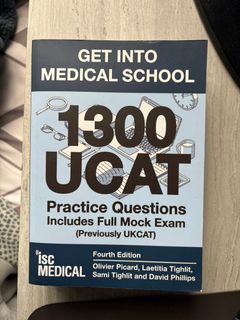 GET INTO
MEDICAL SCHOOL
1300
UCAT
Practice Questions
Includes Full Mock Exam
(Previously UKCAT)
Fourth Edition
isc
MEDICAL
Olivier Picard, Laetitia Tighlit,
Sami Tighlit and David Phillips